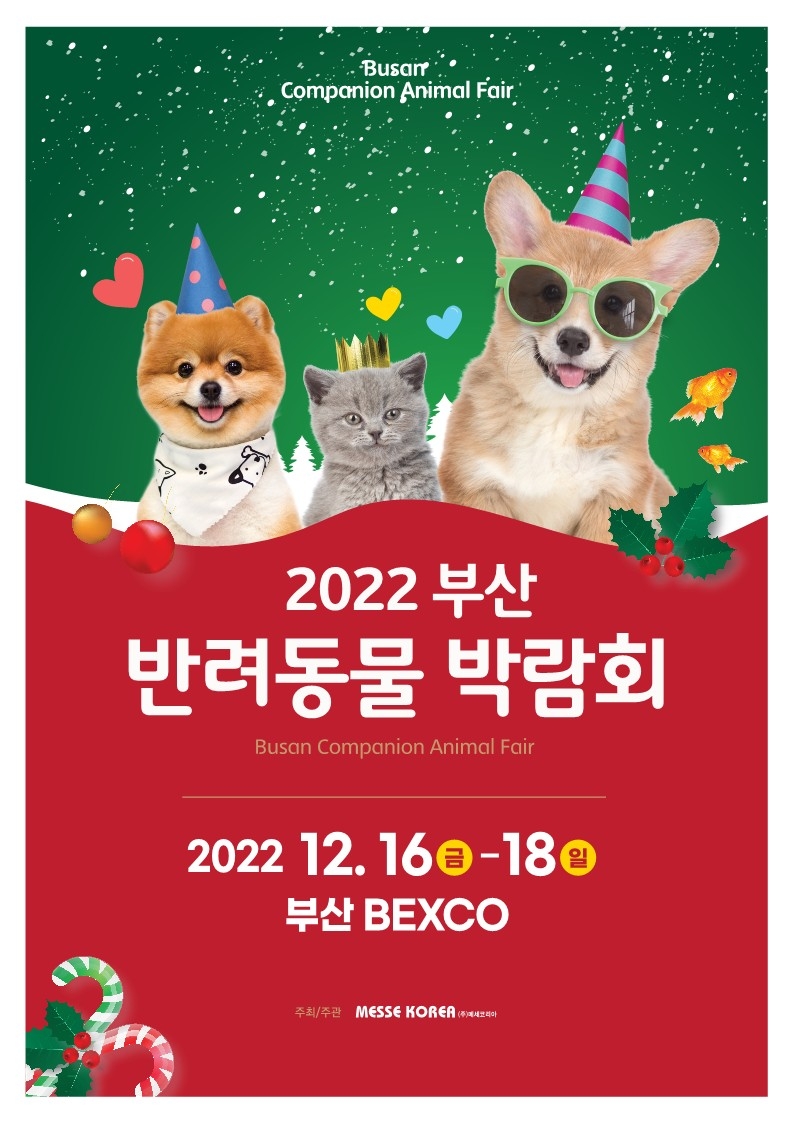 Busan
Companion Animal Fair
2022 부산
반려동물 박람회
Busan Companion Animal Fair
2022 12. 16 금 -18 일
부산 BEXCO
주최/주관 MESSE KOREA (주)메세코리아